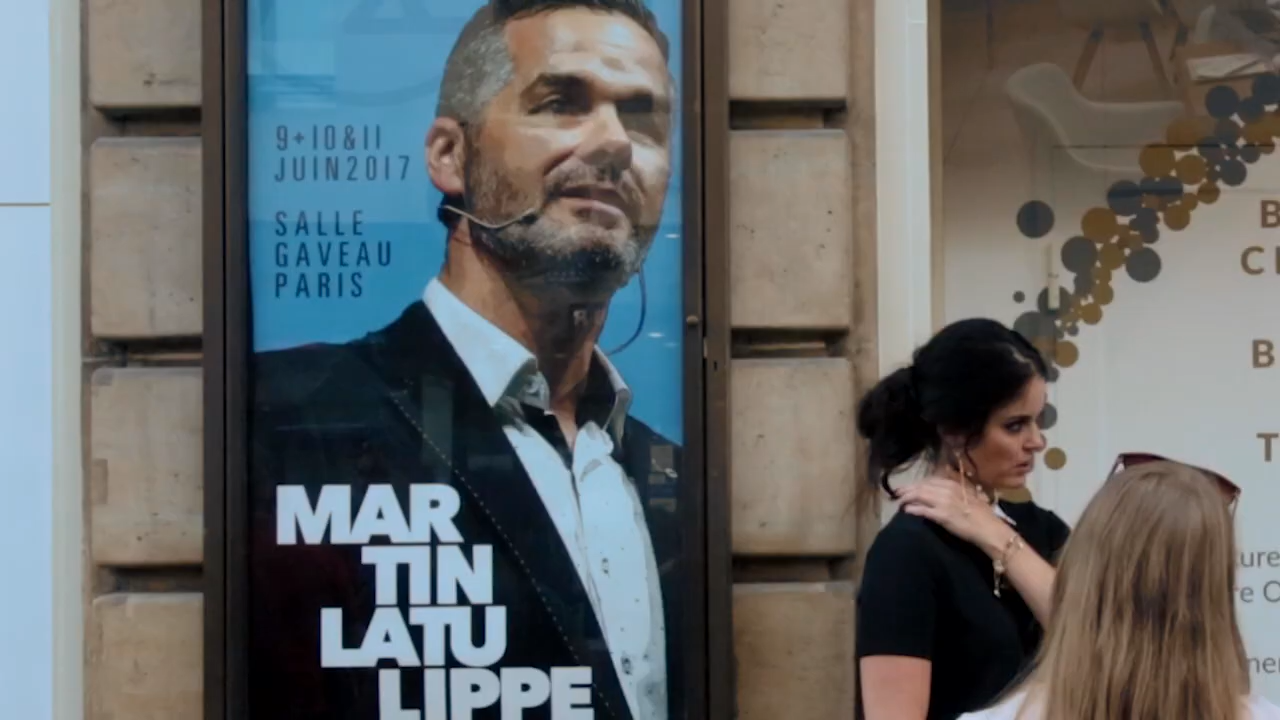 9+10&11
JUIN2017
SALLE
GAVEAU
PARIS
MAR
TIN
LATU
LIPPE